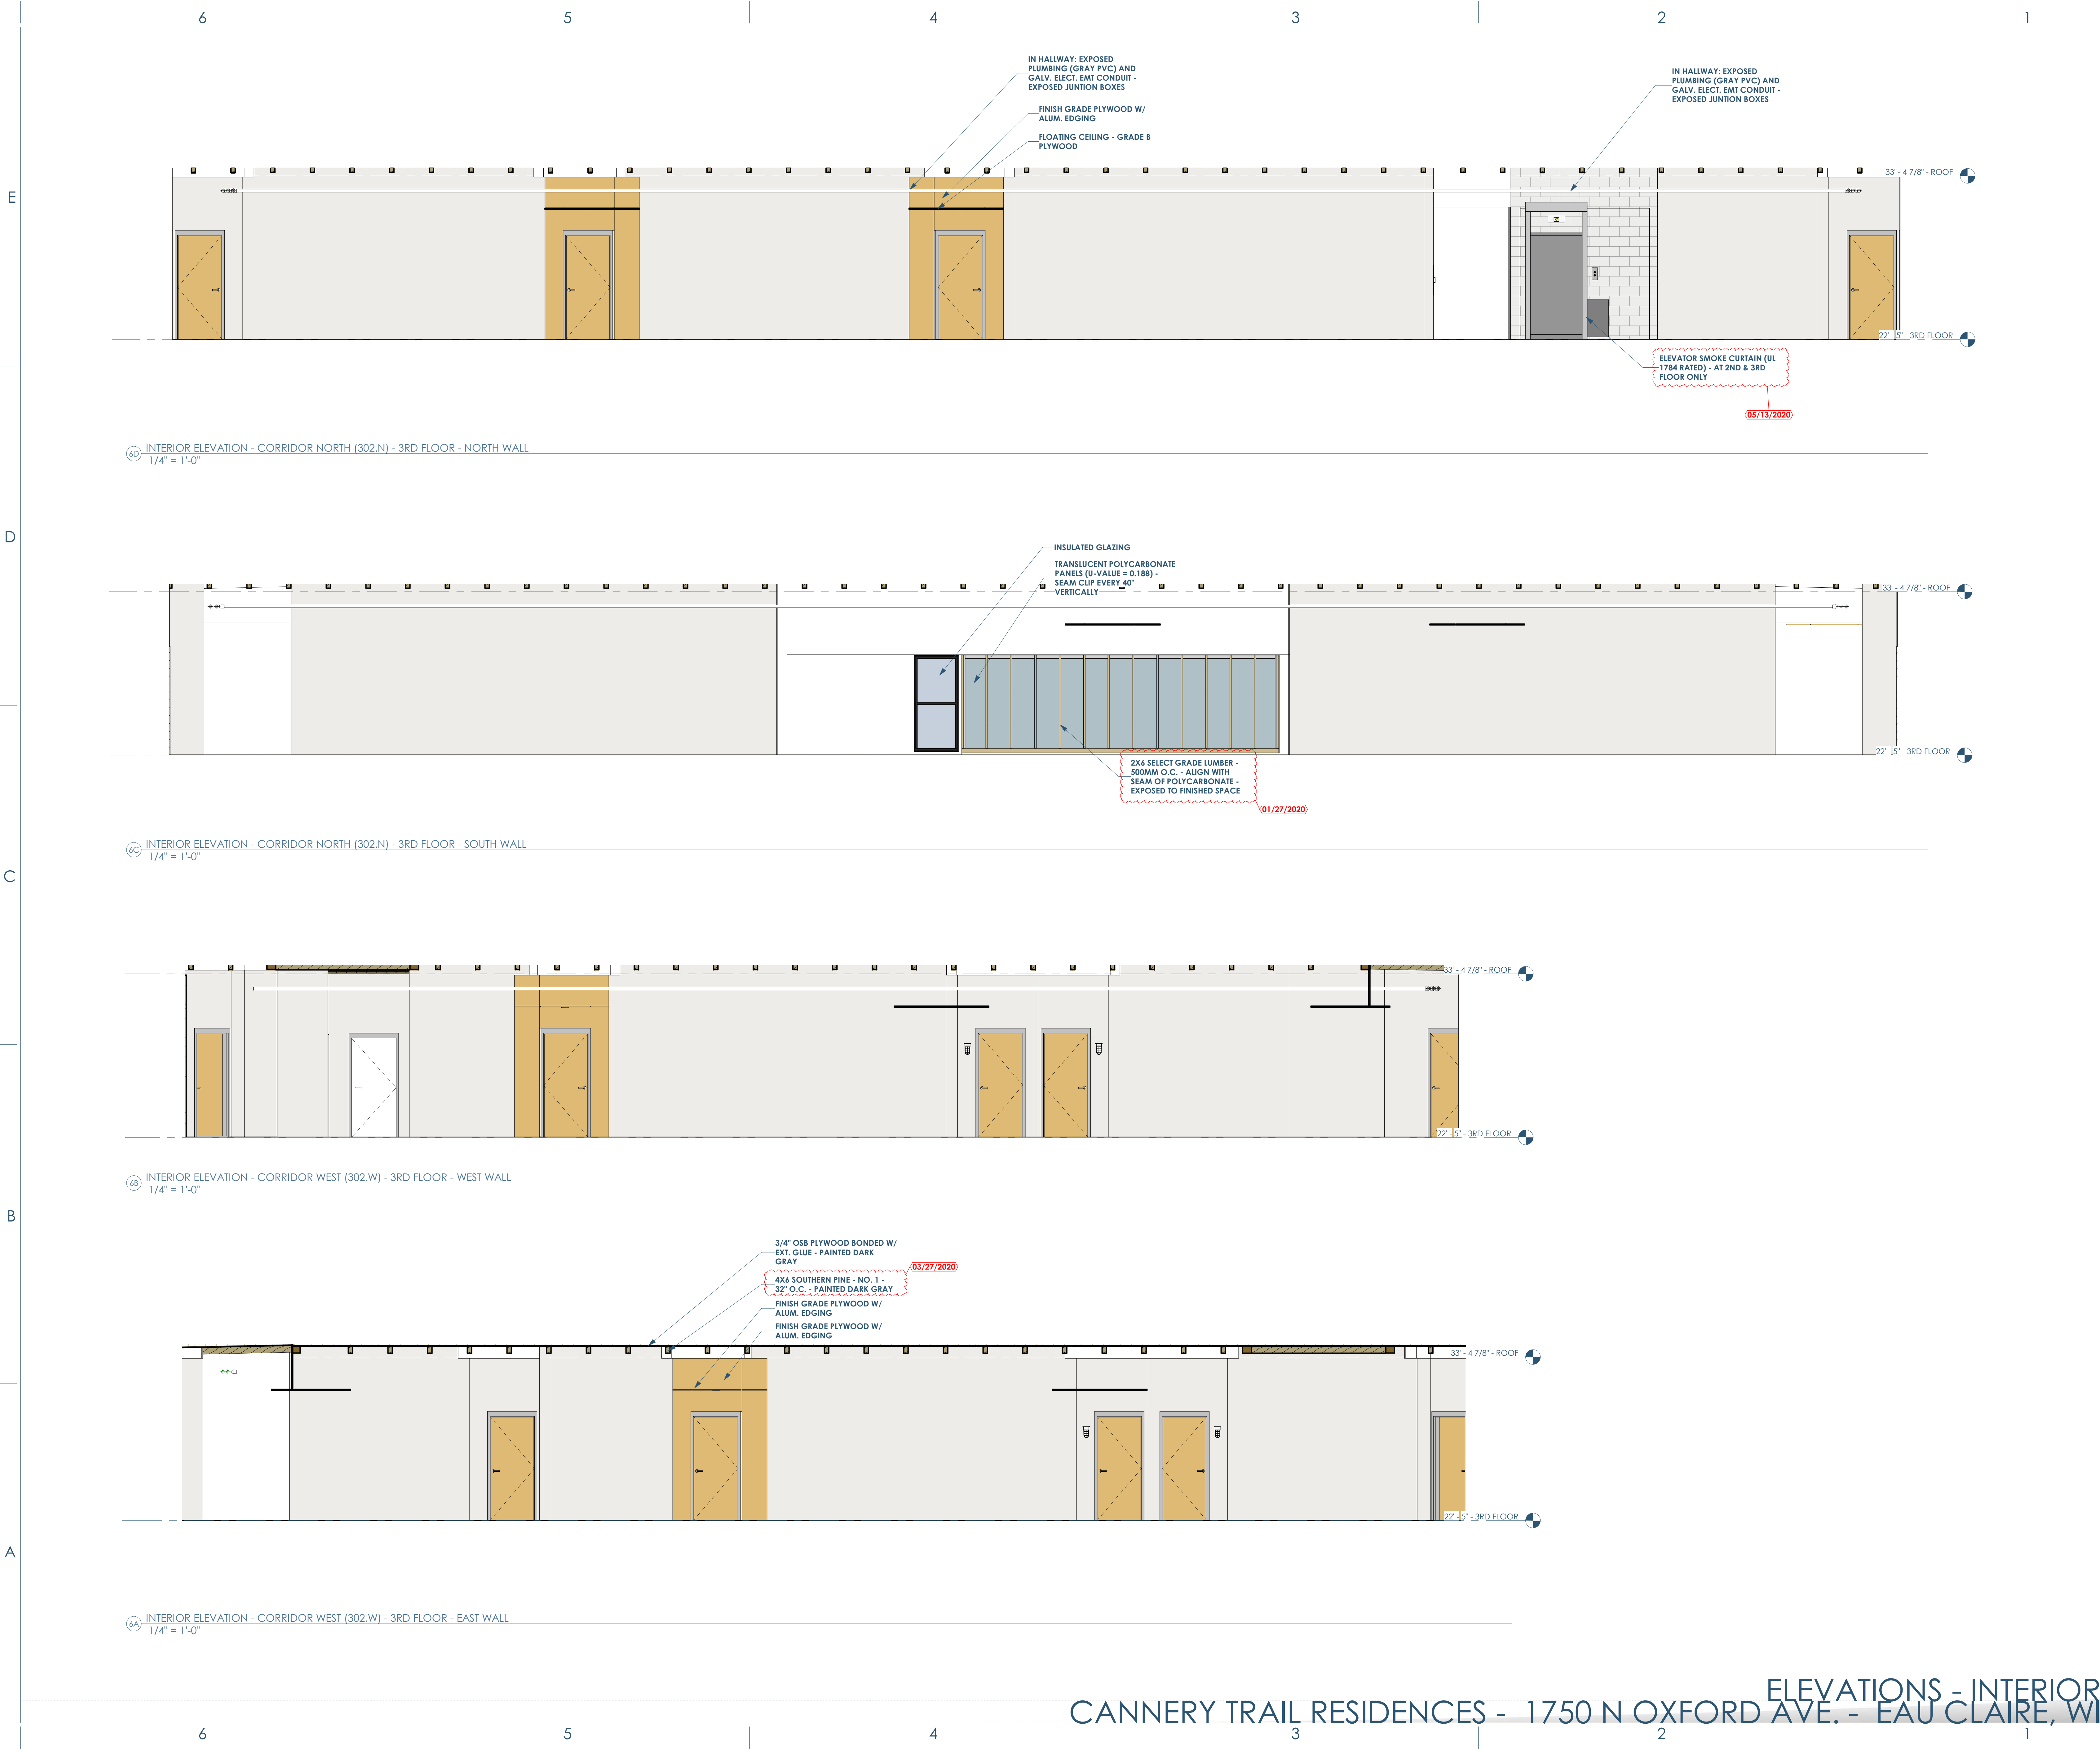 6 5 4 3 2 1
IN HALLWAY: EXPOSED
PLUMBING (GRAY PVC) AND
GALV. ELECT. EMT CONDUIT -
EXPOSED JUNTION BOXES
IN HALLWAY: EXPOSED
PLUMBING (GRAY PVC) AND
GALV. ELECT. EMT CONDUIT -
EXPOSED JUNTION BOXES
FINISH GRADE PLYWOOD W/
ALUM. EDGING
FLOATING CEILING - GRADE B
PLYWOOD
33' - 4 7/8" - ROOF
E
22' - 5" - 3RD FLOOR
ELEVATOR SMOKE CURTAIN (UL
1784 RATED) - AT 2ND & 3RD
FLOOR ONLY
05/13/2020
6D INTERIOR ELEVATION - CORRIDOR NORTH (302.N) - 3RD FLOOR - NORTH WALL
1/4" = 1'-0"
D
INSULATED GLAZING
TRANSLUCENT POLYCARBONATE
PANELS (U-VALUE = 0.188) -
SEAM CLIP EVERY 40"
VERTICALLY
33' - 4 7/8" - ROOF
22' - 5" - 3RD FLOOR
2X6 SELECT GRADE LUMBER -
500MM O.C. - ALIGN WITH
SEAM OF POLYCARBONATE -
EXPOSED TO FINISHED SPACE
01/27/2020
6C INTERIOR ELEVATION - CORRIDOR NORTH (302.N) - 3RD FLOOR - SOUTH WALL
1/4" = 1'-0"
C
33' - 4 7/8" - ROOF
22' - 5" - 3RD FLOOR
6B INTERIOR ELEVATION - CORRIDOR WEST (302.W) - 3RD FLOOR - WEST WALL
1/4" = 1'-0"
B
3/4" OSB PLYWOOD BONDED W/
EXT. GLUE - PAINTED DARK
GRAY
03/27/2020
4X6 SOUTHERN PINE - NO. 1 -
32" O.C. - PAINTED DARK GRAY
FINISH GRADE PLYWOOD W/
ALUM. EDGING
FINISH GRADE PLYWOOD W/
ALUM. EDGING
33' - 4 7/8" - ROOF
22' - 5" - 3RD FLOOR
A
6A INTERIOR ELEVATION - CORRIDOR WEST (302.W) - 3RD FLOOR - EAST WALL
1/4" = 1'-0"
ELEVATIONS - INTERIOR
CANNERY TRAIL RESIDENCES - 1750 N OXFORD AVE. - EAU CLAIRE, WI
6 5 4 3 2 1